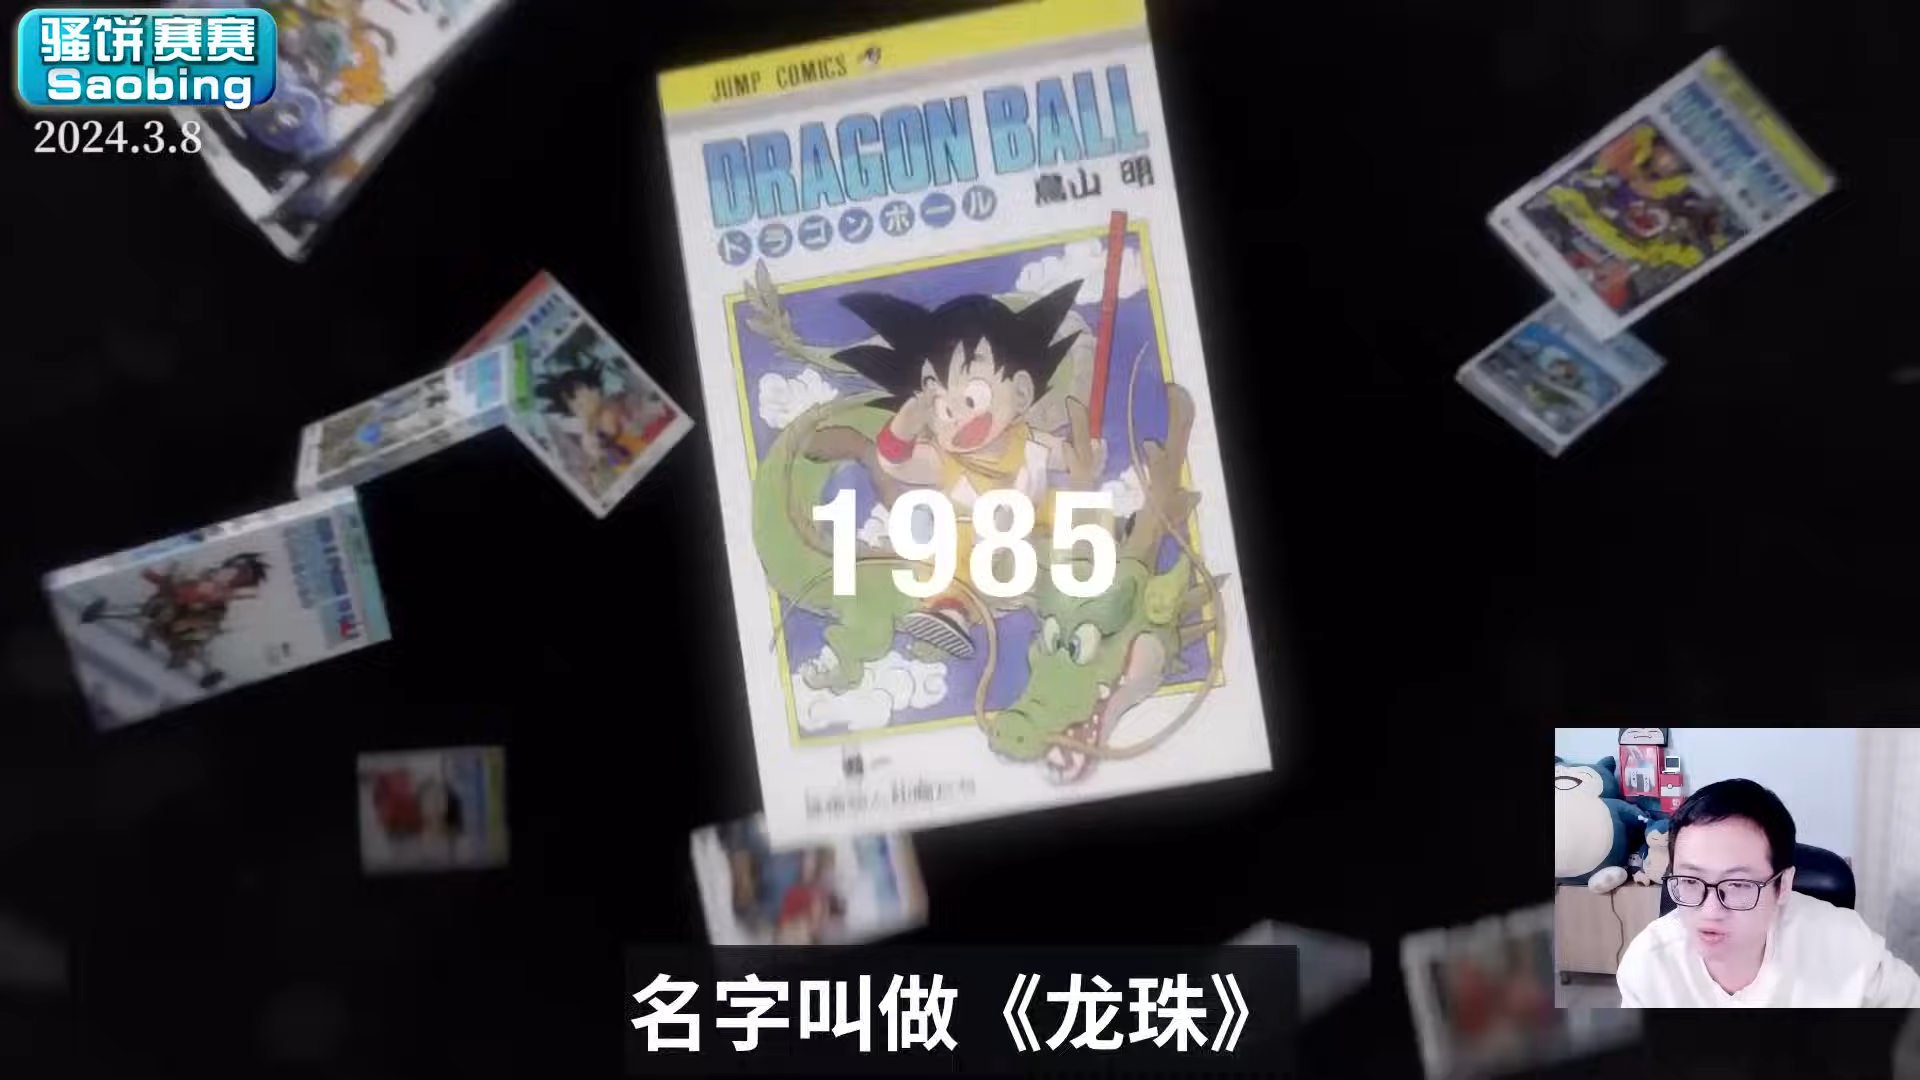 骚饼赛赛
Saobing
2024.3.8
JUMP COMICS
DRAGON BALL
ドラゴンボール
鳥山 明
1985
名字叫做《龙珠》